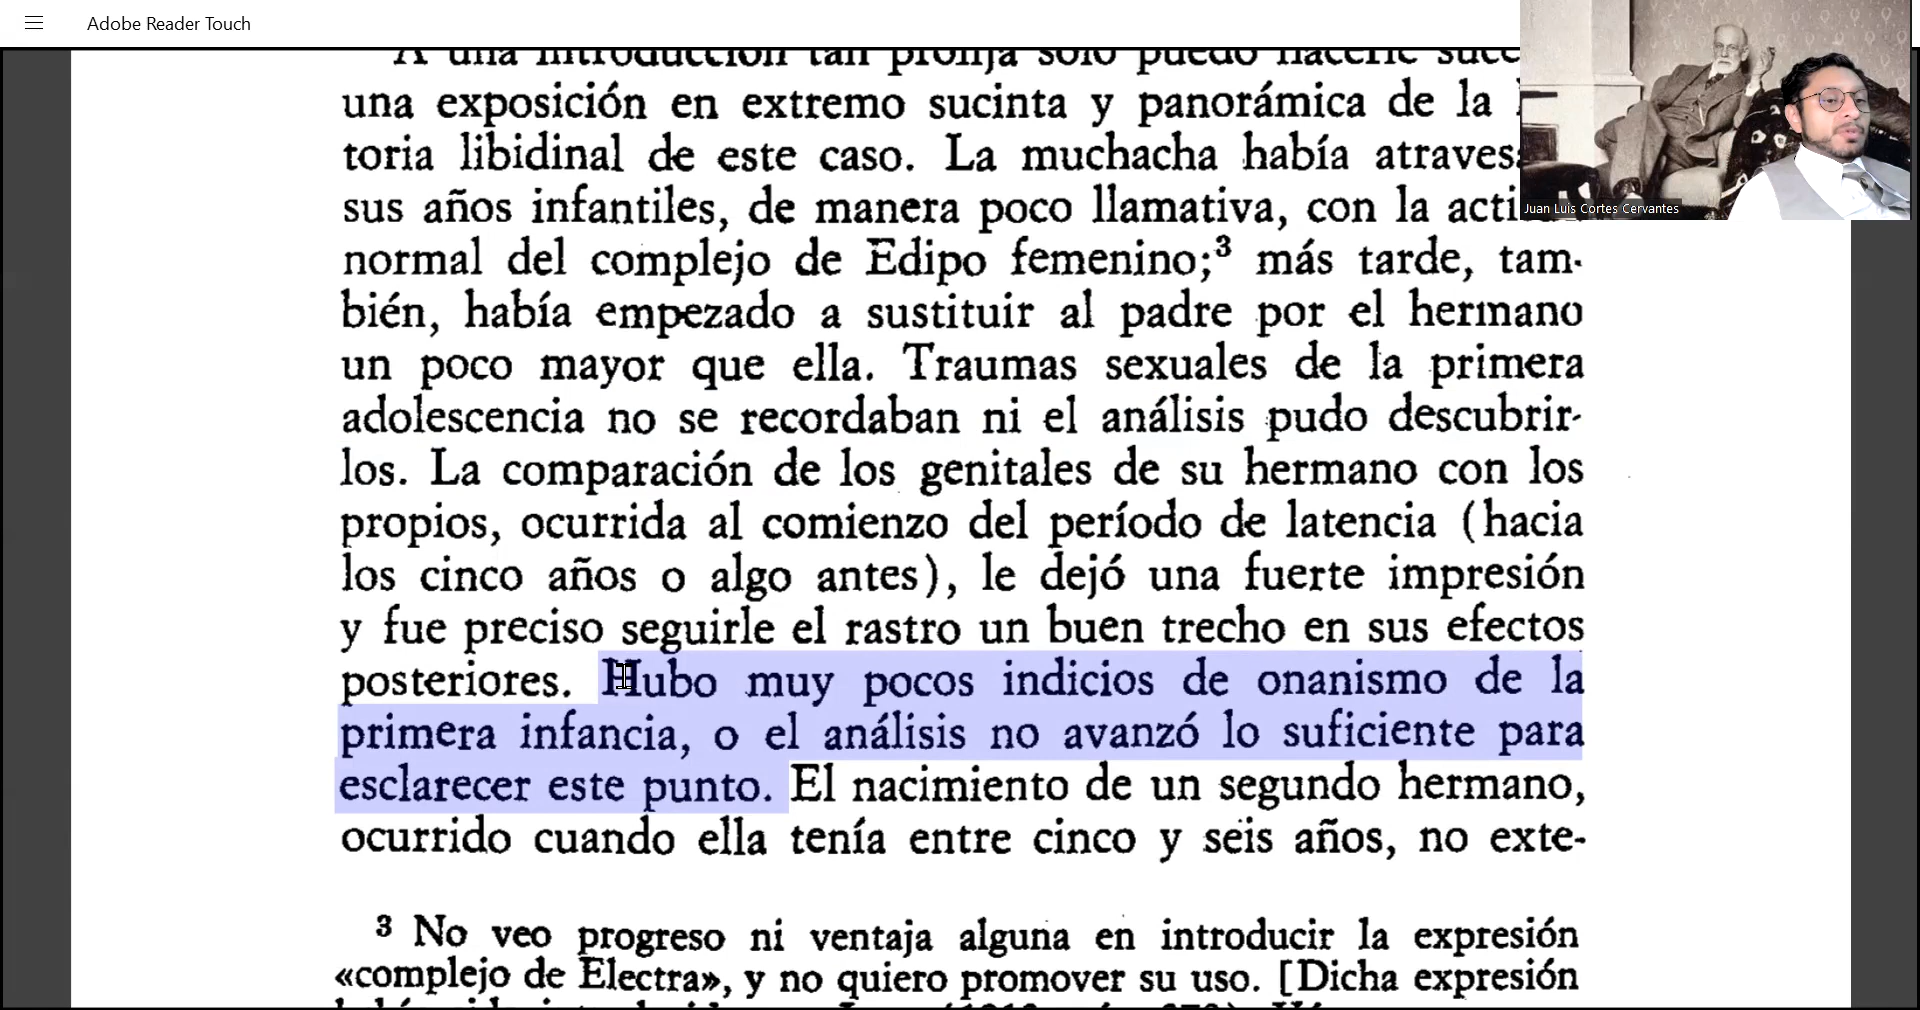 Adobe Reader Touch
A una introducción tan prolija sólo puedo hacerle
una exposición en extremo sucinta y panorámica de la
toria libidinal de este caso. La muchacha había
sus años infantiles, de manera poco llamativa, con la
normal del complejo de Edipo femenino;³ más tarde, tam-
bién, había empezado a sustituir al padre por el hermano
un poco mayor que ella. Traumas sexuales de la primera
adolescencia no se recordaban ni el análisis pudo descubrir-
los. La comparación de los genitales de su hermano con los
propios, ocurrida al comienzo del período de latencia (hacia
los cinco años o algo antes), le dejó una fuerte impresión
y fue preciso seguirle el rastro un buen trecho en sus efectos
posteriores. Hubo muy pocos indicios de onanismo de la
primera infancia, o el análisis no avanzó lo suficiente para
esclarecer este punto. El nacimiento de un segundo hermano,
ocurrido cuando ella tenía entre cinco y seis años, no exte-
³ No veo progreso ni ventaja alguna en introducir la expresión
«complejo de Electra», y no quiero promover su uso. [Dicha expresión
Juan Luis Cortes Cervantes